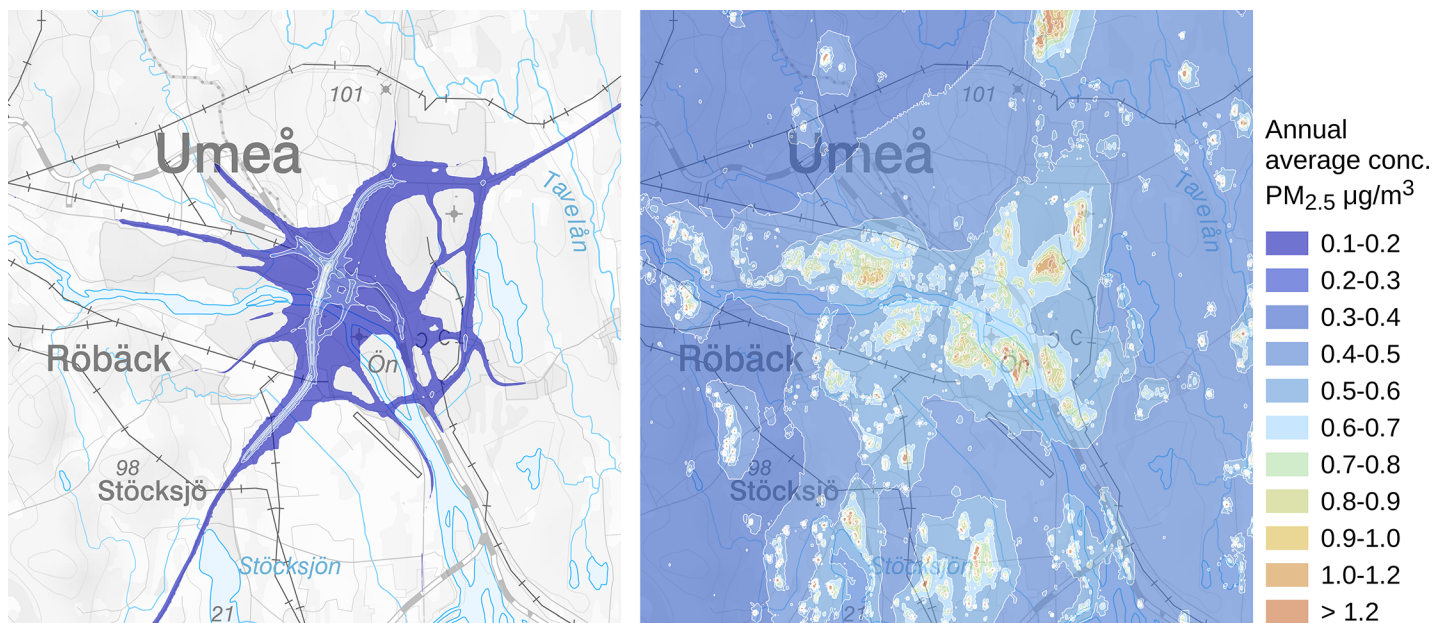 101
Umeå
Tavelån
Röbäck
Ön
C
98
Stöcksjö
Stöcksjön
21
101
Umeå
Tavelån
Röbäck
Ön
C
98
Stöcksjö
Stöcksjön
21
Annual
average conc.
PM2.5 µg/m3
0.1-0.2
0.2-0.3
0.3-0.4
0.4-0.5
0.5-0.6
0.6-0.7
0.7-0.8
0.8-0.9
0.9-1.0
1.0-1.2
> 1.2